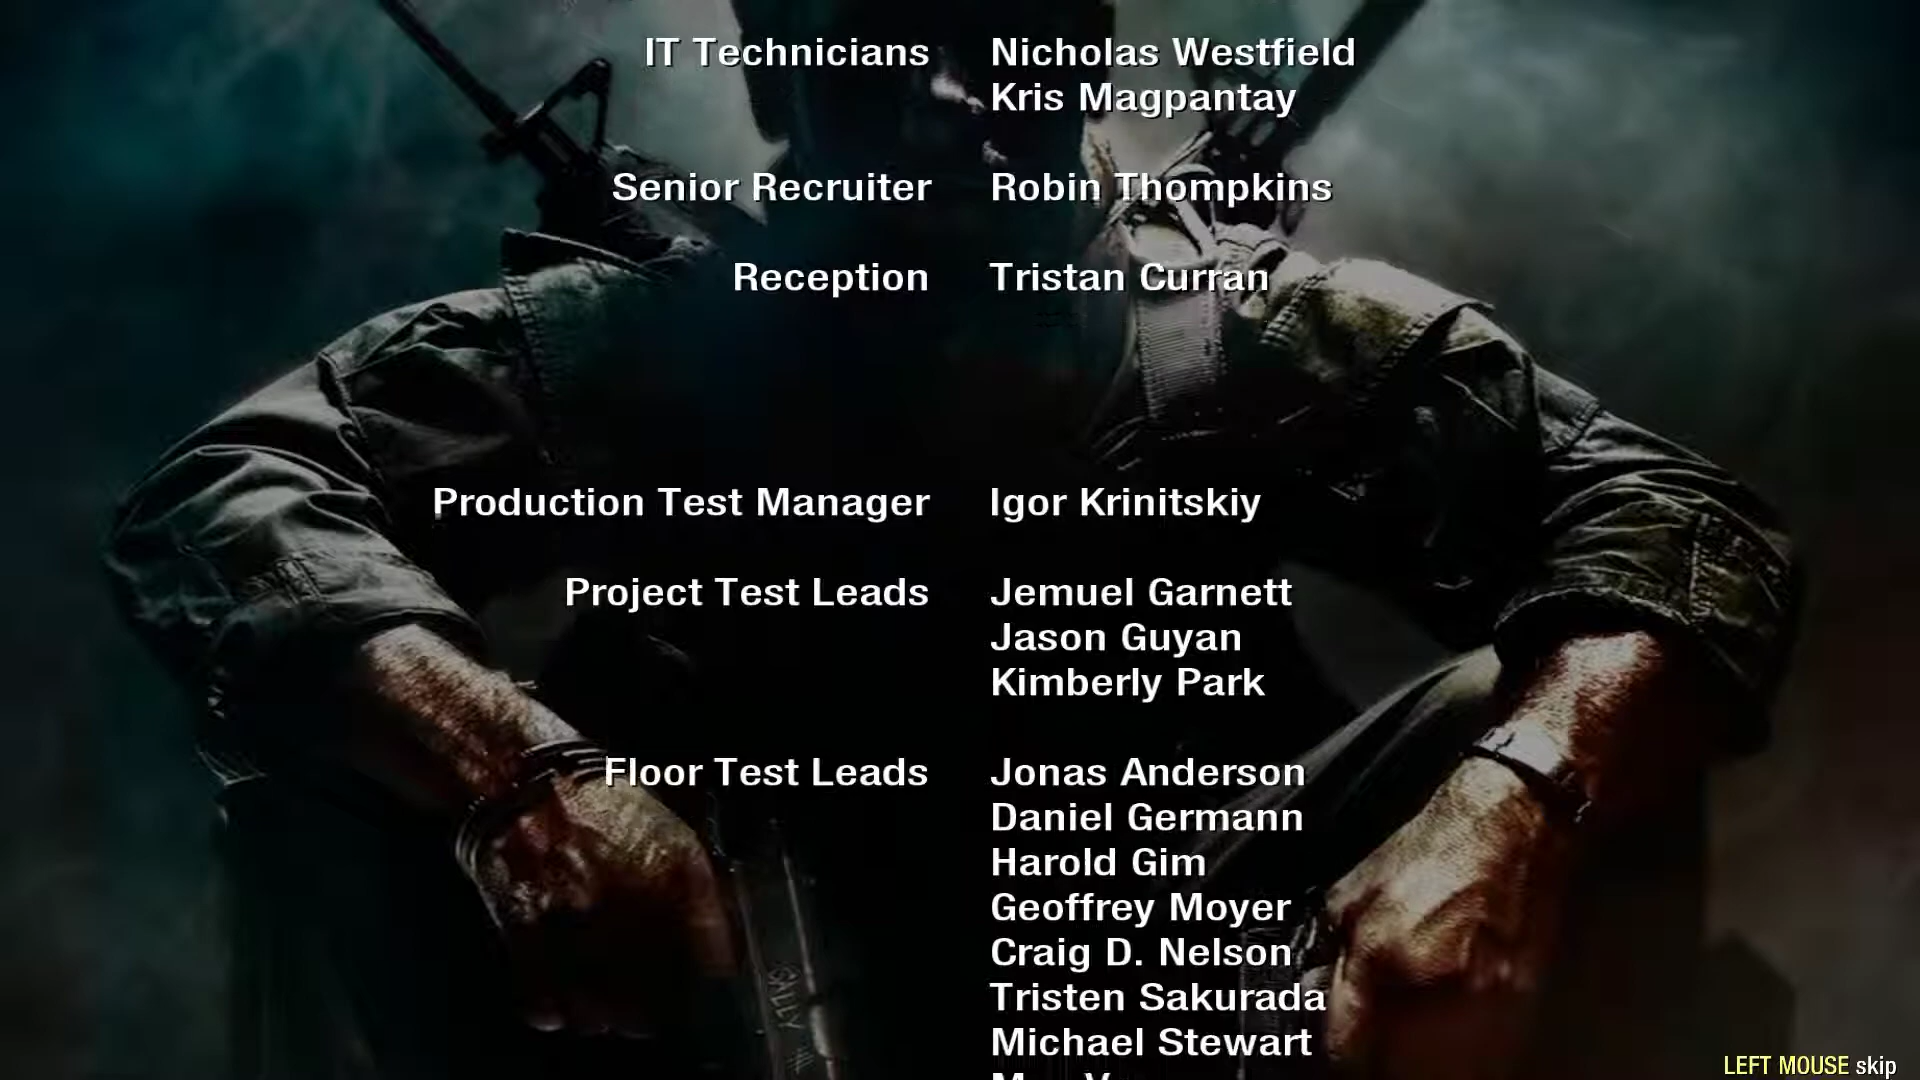 IT Technicians Nicholas Westfield
Kris Magpantay
Senior Recruiter Robin Thompkins
Reception Tristan Curran
Production Test Manager Igor Krinitskiy
Project Test Leads Jemuel Garnett
Jason Guyan
Kimberly Park
Floor Test Leads Jonas Anderson
Daniel Germann
Harold Gim
Geoffrey Moyer
Craig D. Nelson
Tristen Sakurada
Michael Stewart
SALLY
LEFT MOUSE skip